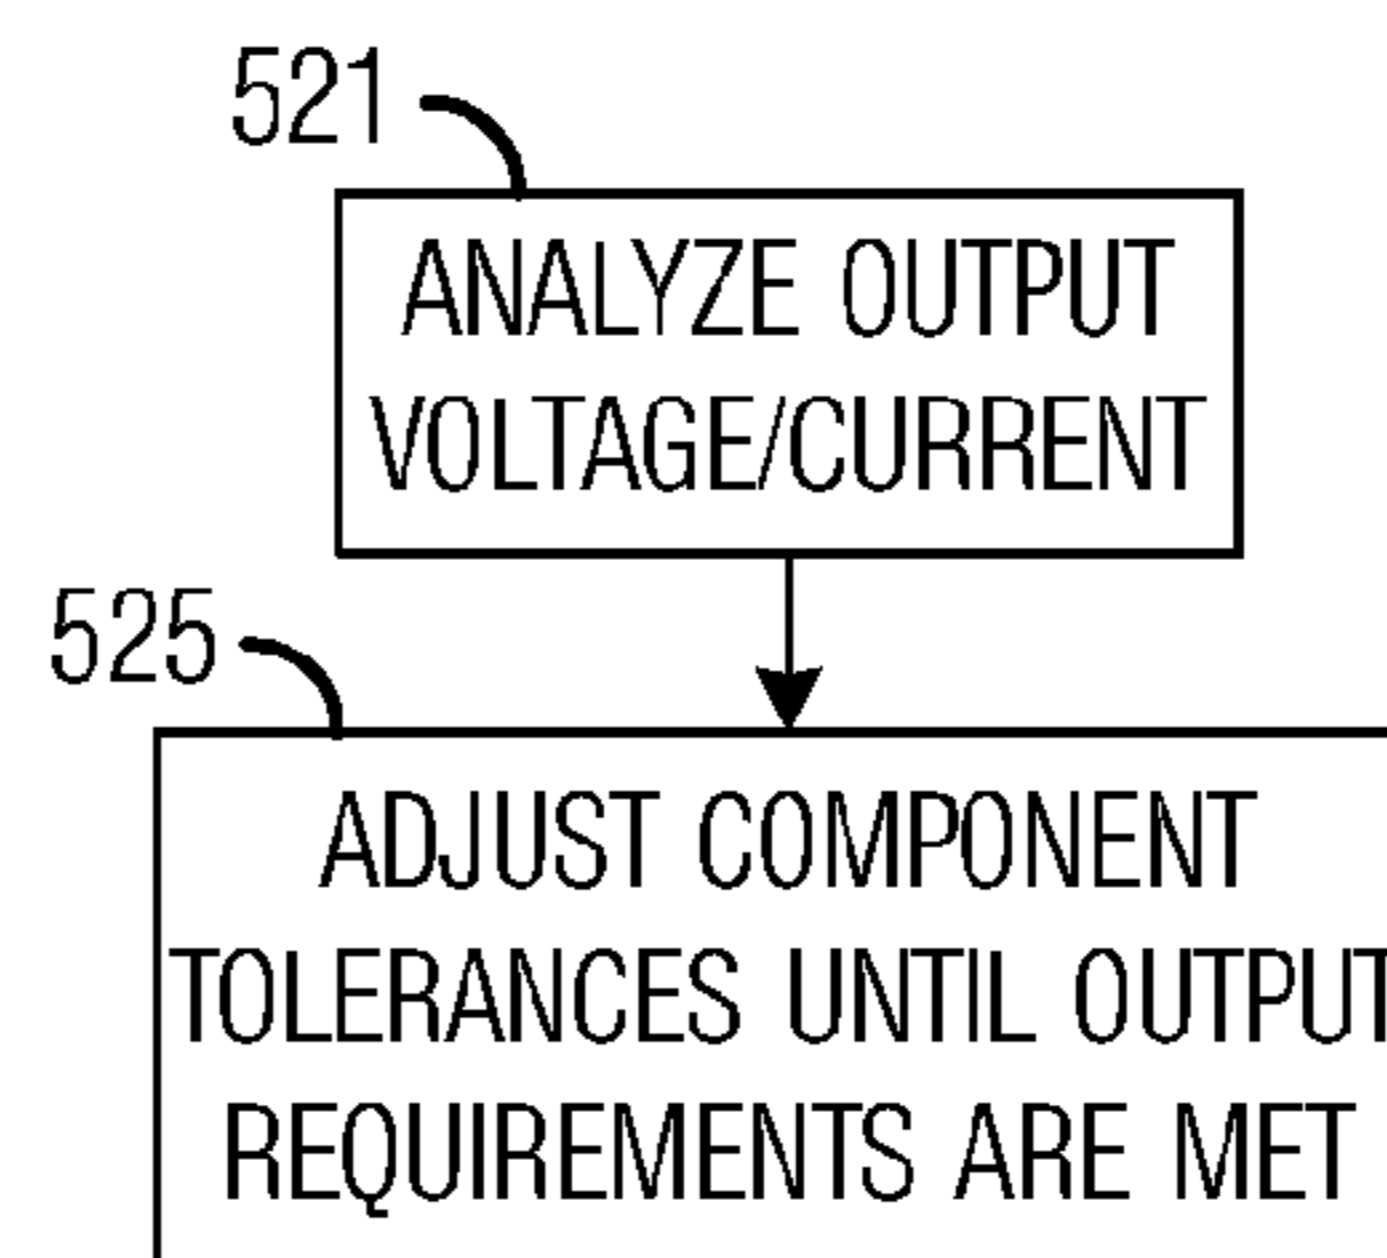 521
ANALYZE OUTPUT
VOLTAGE/CURRENT
525
ADJUST COMPONENT
TOLERANCES UNTIL OUTPUT
REQUIREMENTS ARE MET